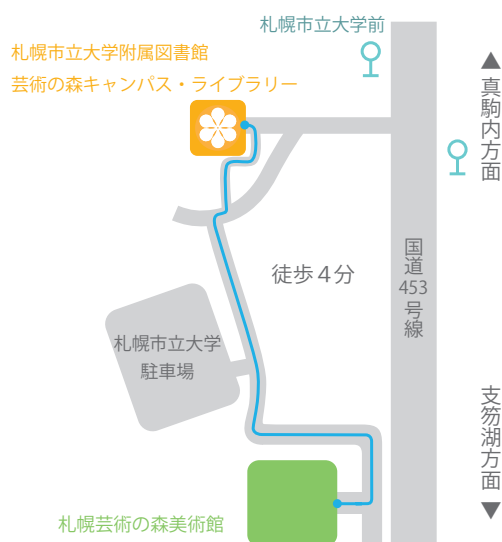 札幌市立大学前
札幌市立大学附属図書館
芸術の森キャンパス・ライブラリー
▲真駒内方面
国道453号線
徒歩４分
札幌市立大学
駐車場
支笏湖方面▼
札幌芸術の森美術館